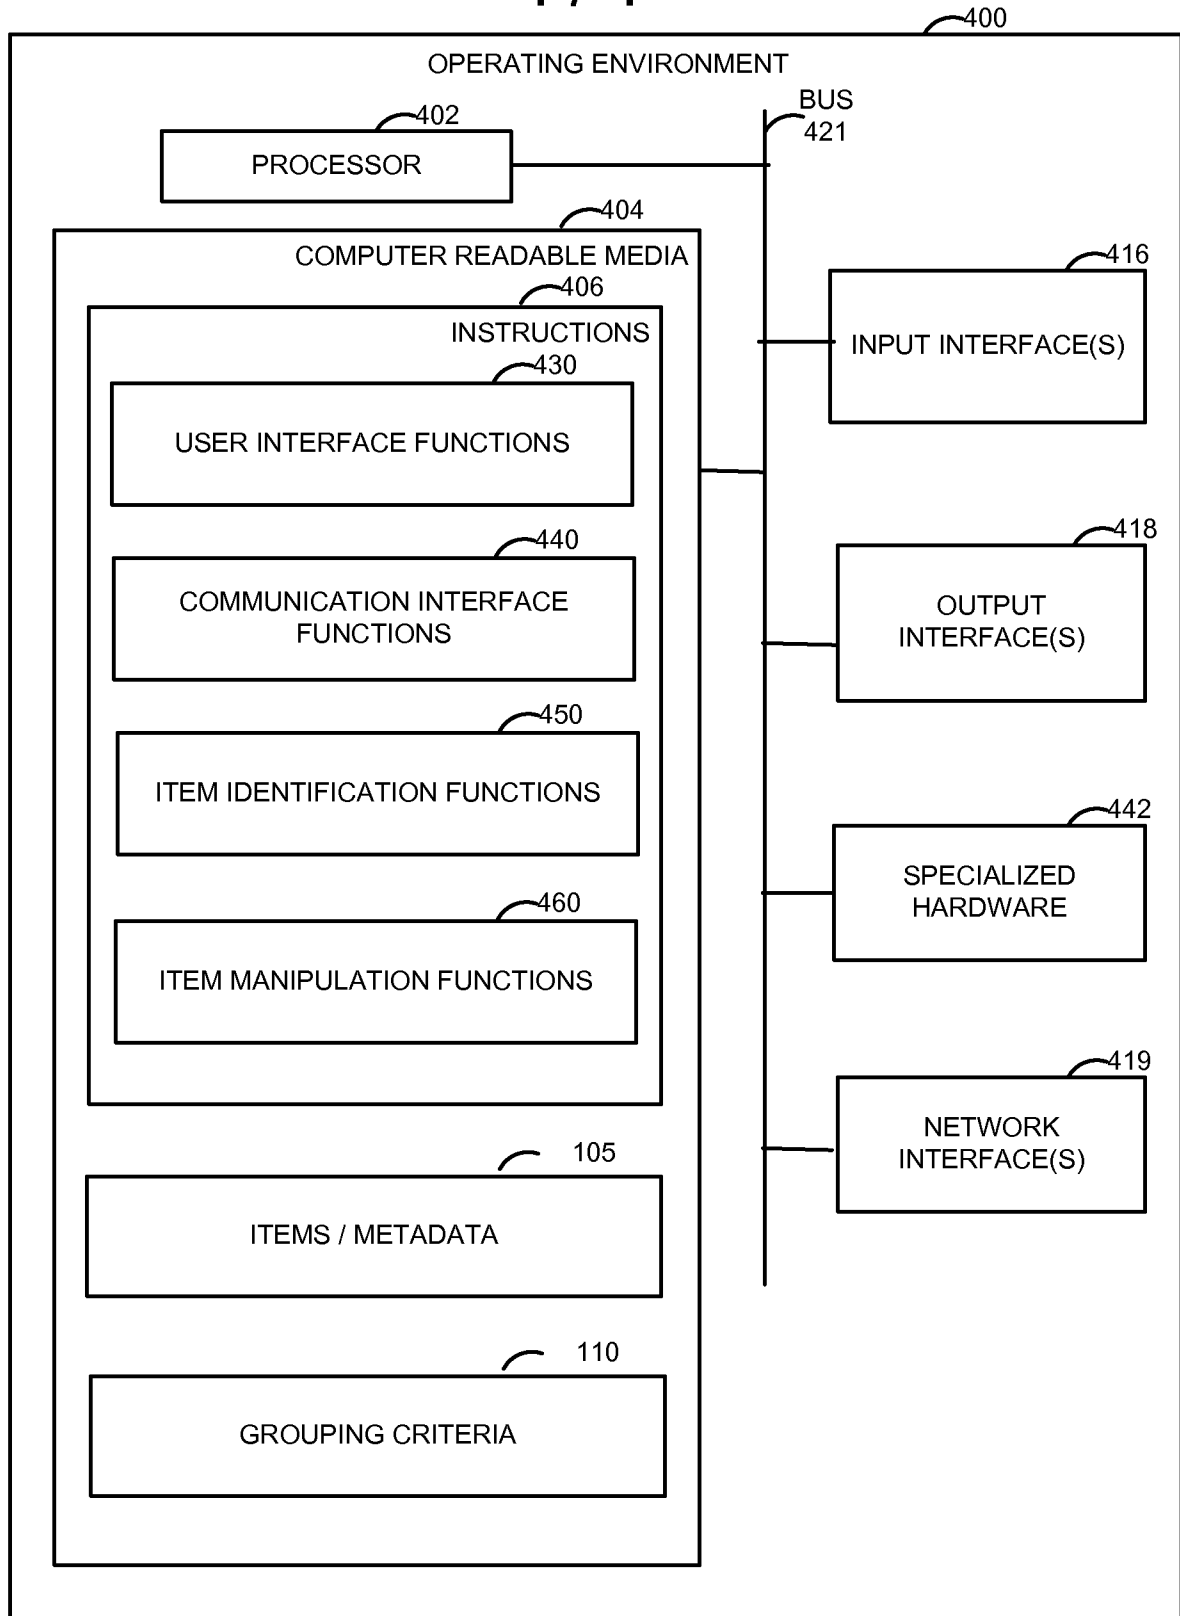 400
OPERATING ENVIRONMENT
BUS
421
402
PROCESSOR
404
COMPUTER READABLE MEDIA
406
INSTRUCTIONS
430
USER INTERFACE FUNCTIONS
440
COMMUNICATION INTERFACE
FUNCTIONS
450
ITEM IDENTIFICATION FUNCTIONS
460
ITEM MANIPULATION FUNCTIONS
105
ITEMS / METADATA
110
GROUPING CRITERIA
416
INPUT INTERFACE(S)
418
OUTPUT
INTERFACE(S)
442
SPECIALIZED
HARDWARE
419
NETWORK
INTERFACE(S)